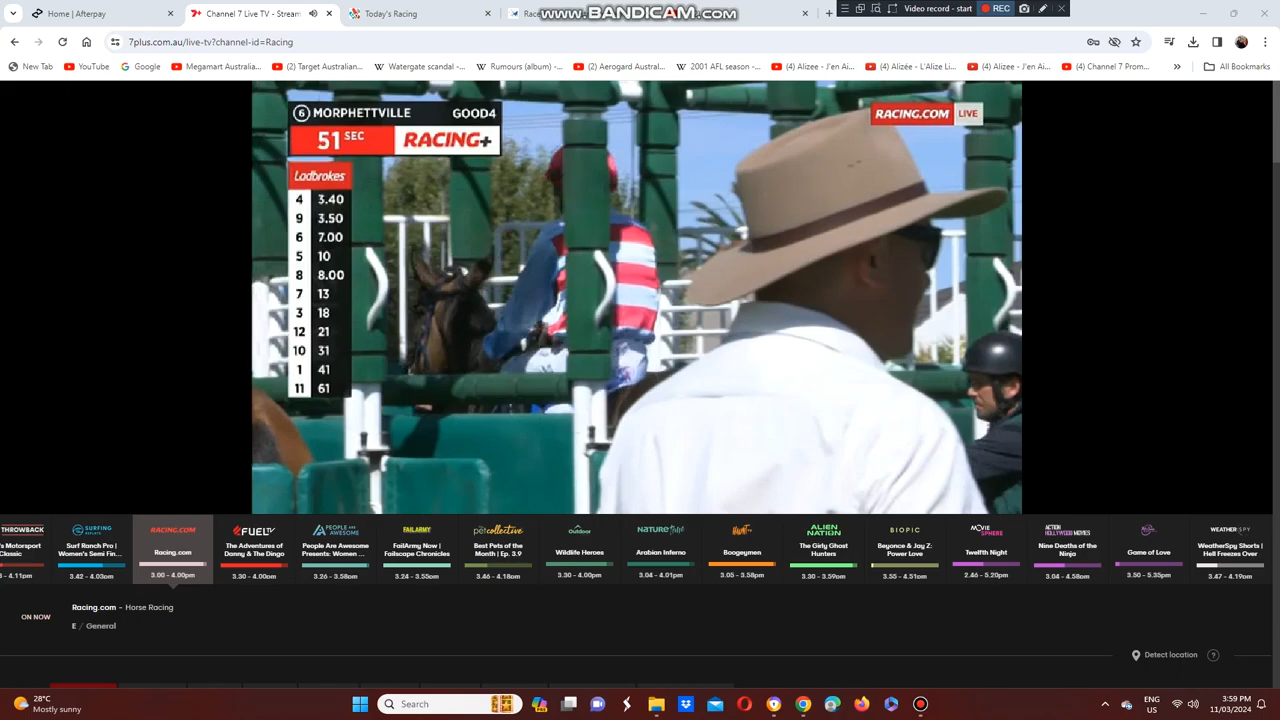 Home | Afterpay
Channel 7 Live TV - Stream
Today's Racing
Rac
www.BANDICAM.com
Video record - start
REC
7plus.com.au/live-tv?channel-id=Racing
New Tab
YouTube
Google
Megamart Australia...
(2) Target Australian...
Watergate scandal -...
Rumours (album) -...
(2) Aerogard Austral...
2001 AFL season -...
(4) Alizee - J'en Ai...
(4) Alizée - L'Alize Li...
(4) Alizee - J'en Ai...
(4) Channel 7 Prom...
»
All Bookmarks
6 MORPHETTVILLE GOOD4
51 SEC RACING+
RACING.COM LIVE
Ladbrokes
4 3.40
9 3.50
6 7.00
5 10
8 8.00
7 13
3 18
12 21
10 31
1 41
11 61
THROWBACK
SURFING REPLAYS
RACING.COM
FUELTV
PEOPLE ARE AWESOME
FAILARMY
petcollective
Outdoor
NATURE time
HAUNT TV
ALIEN NATION
BIOPIC
MOVIE SPHERE
ACTION HOLLYWOOD MOVIES
WEATHERSPY
's Motorsport Classic
Surf Ranch Pro | Women's Semi Fin...
Racing.com
The Adventures of Danny & The Dingo
People Are Awesome Presents: Women ...
FailArmy Now | Failscape Chronicles
Best Pets of the Month | Ep. 3.9
Wildlife Heroes
Arabian Inferno
Boogeymen
The Girly Ghost Hunters
Beyonce & Jay Z: Power Love
Twelfth Night
Nine Deaths of the Ninja
Game of Love
WeatherSpy Shorts | Hell Freezes Over
- 4.11pm
3.42 - 4.03pm
3.00 - 4.00pm
3.30 - 4.00pm
3.26 - 3.58pm
3.24 - 3.55pm
3.46 - 4.18pm
3.30 - 4.00pm
3.04 - 4.01pm
3.05 - 3.58pm
3.30 - 3.59pm
3.55 - 4.51pm
2.46 - 5.20pm
3.04 - 4.58pm
3.50 - 5.35pm
3.47 - 4.19pm
ON NOW
Racing.com - Horse Racing
E / General
Detect location ?
28°C
Mostly sunny
Search
ENG
US
3:59 PM
11/03/2024